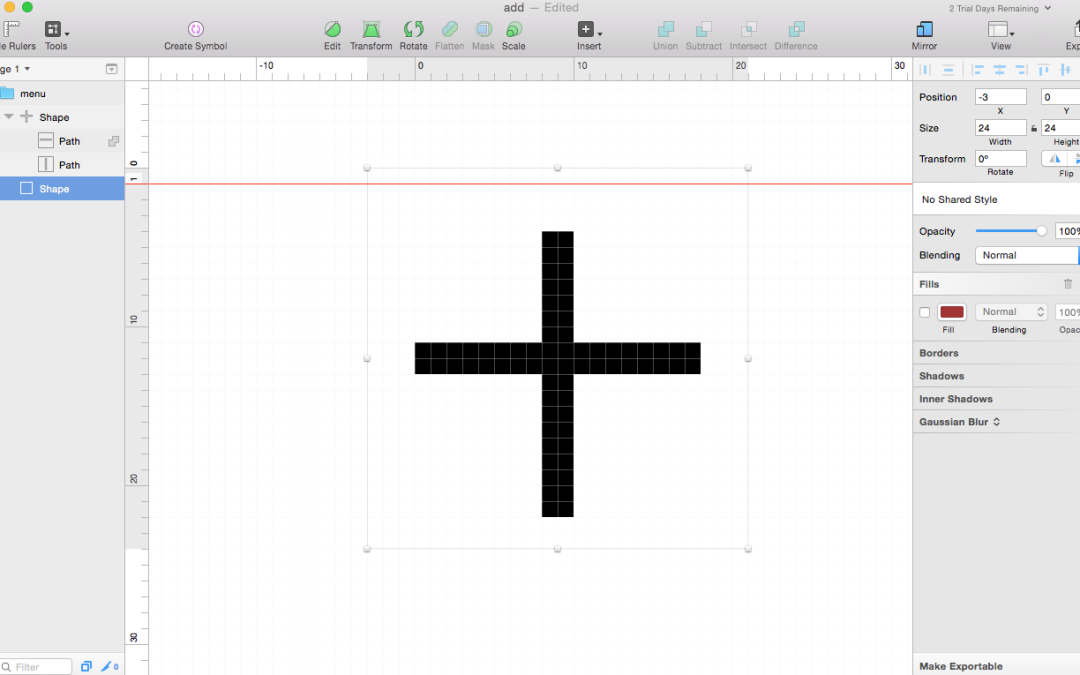 add — Edited
2 Trial Days Remaining
le Rulers Tools Create Symbol Edit Transform Rotate Flatten Mask Scale Insert Union Subtract Intersect Difference Mirror View Exp
ge 1
-10 0 10 20 30
menu
Shape
Path
Path
Shape
0
1
10
20
30
Filter
0
Position -3 0
X Y
Size 24 24
Width Height
Transform 0°
Rotate Flip
No Shared Style
Opacity 100%
Blending Normal
Fills
Normal 100%
Fill Blending Opac
Borders
Shadows
Inner Shadows
Gaussian Blur
Make Exportable